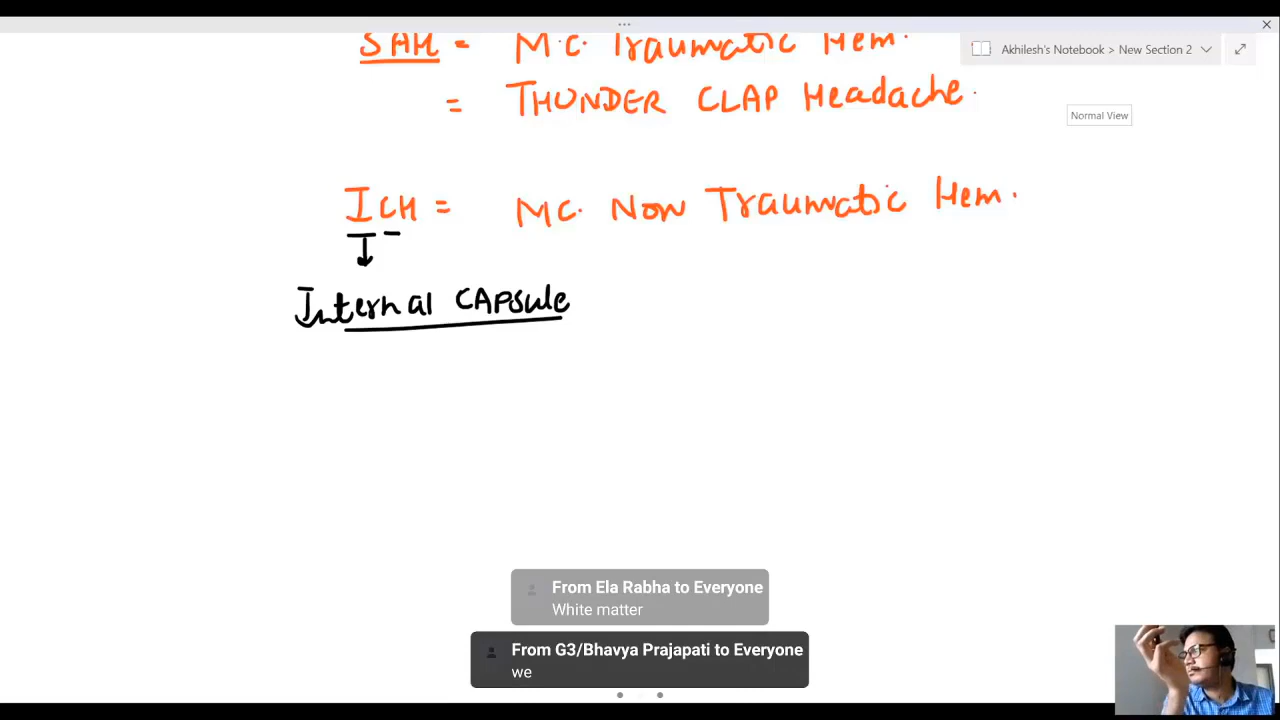 SAH = M.C. Traumatic Hem.
Akhilesh's Notebook > New Section 2
= THUNDER CLAP Headache.
Normal View
ICH = MC. Non Traumatic Hem.
Internal CAPsule
From Ela Rabha to Everyone
White matter
From G3/Bhavya Prajapati to Everyone
we